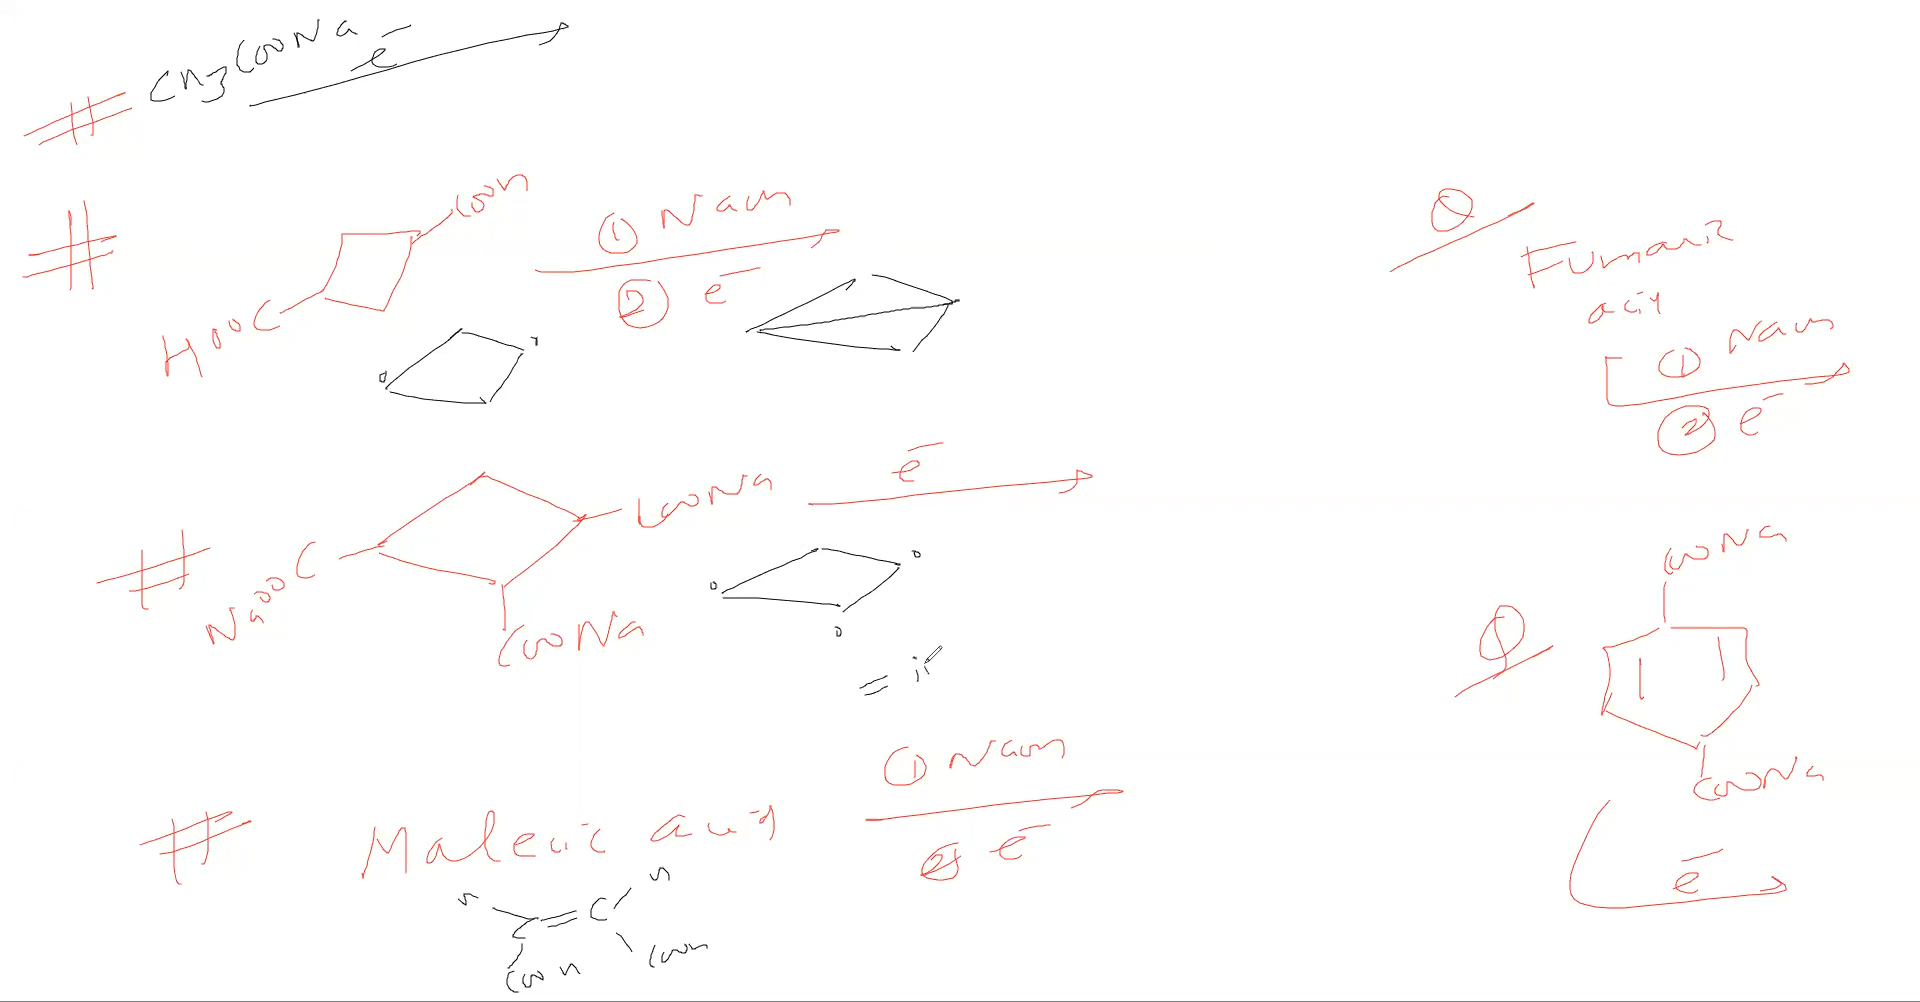 # CH3COONa e⁻
# COOH
HOOC
① NaOH
② e⁻
# NaOOC COONa
COONa
e⁻
=
# Maleic acid
① NaOH
② e⁻
H C=C H
COOH COOH
Q Fumaric
acid
① NaOH
② e⁻
Q COONa
COONa
e⁻